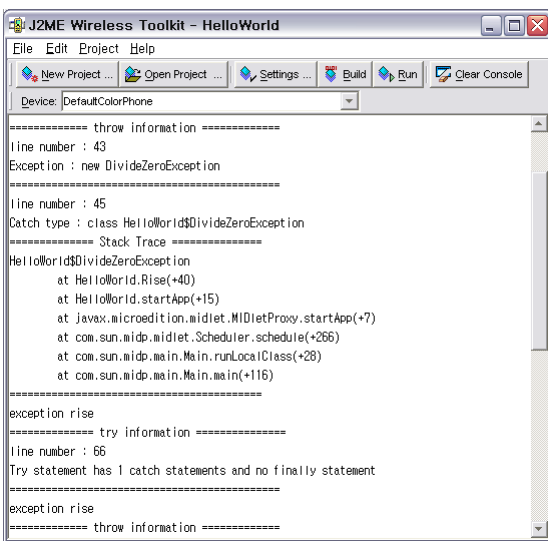 J2ME Wireless Toolkit - HelloWorld
File Edit Project Help
New Project ... Open Project ... Settings ... Build Run Clear Console
Device: DefaultColorPhone
============= throw information =============
line number : 43
Exception : new DivideZeroException
===========================================
line number : 45
Catch type : class HelloWorld$DivideZeroException
============== Stack Trace ===============
HelloWorld$DivideZeroException
at HelloWorld.Rise(+40)
at HelloWorld.startApp(+15)
at javax.microedition.midlet.MIDletProxy.startApp(+7)
at com.sun.midp.midlet.Scheduler.schedule(+266)
at com.sun.midp.main.Main.runLocalClass(+28)
at com.sun.midp.main.Main.main(+116)
========================================
exception rise
============== try information ==============
line number : 66
Try statement has 1 catch statements and no finally statement
===========================================
exception rise
============= throw information =============